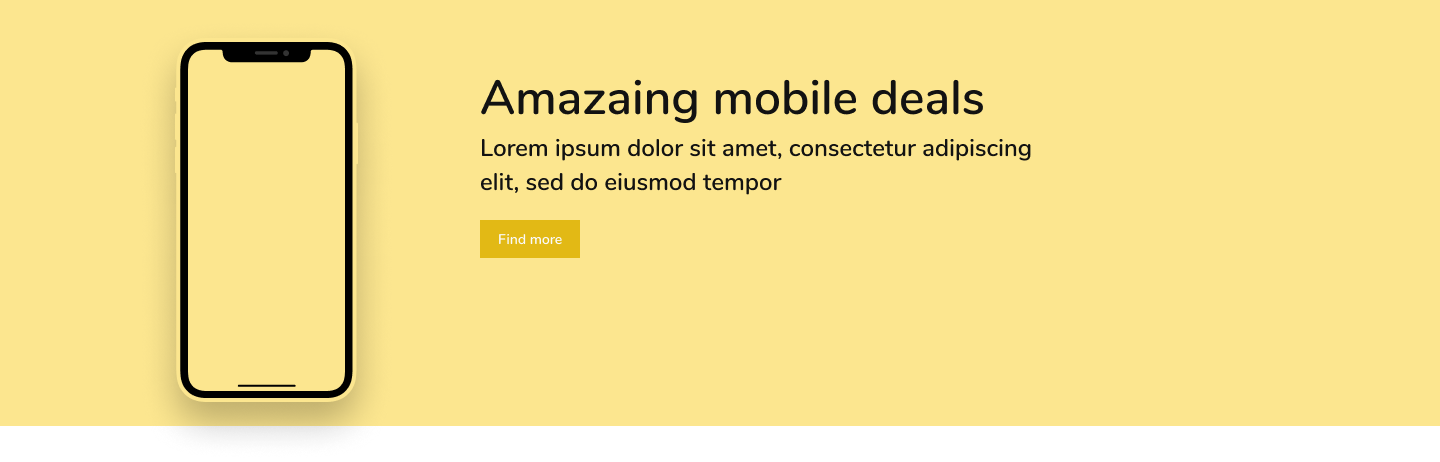 Amazaing mobile deals
Lorem ipsum dolor sit amet, consectetur adipiscing
elit, sed do eiusmod tempor
Find more